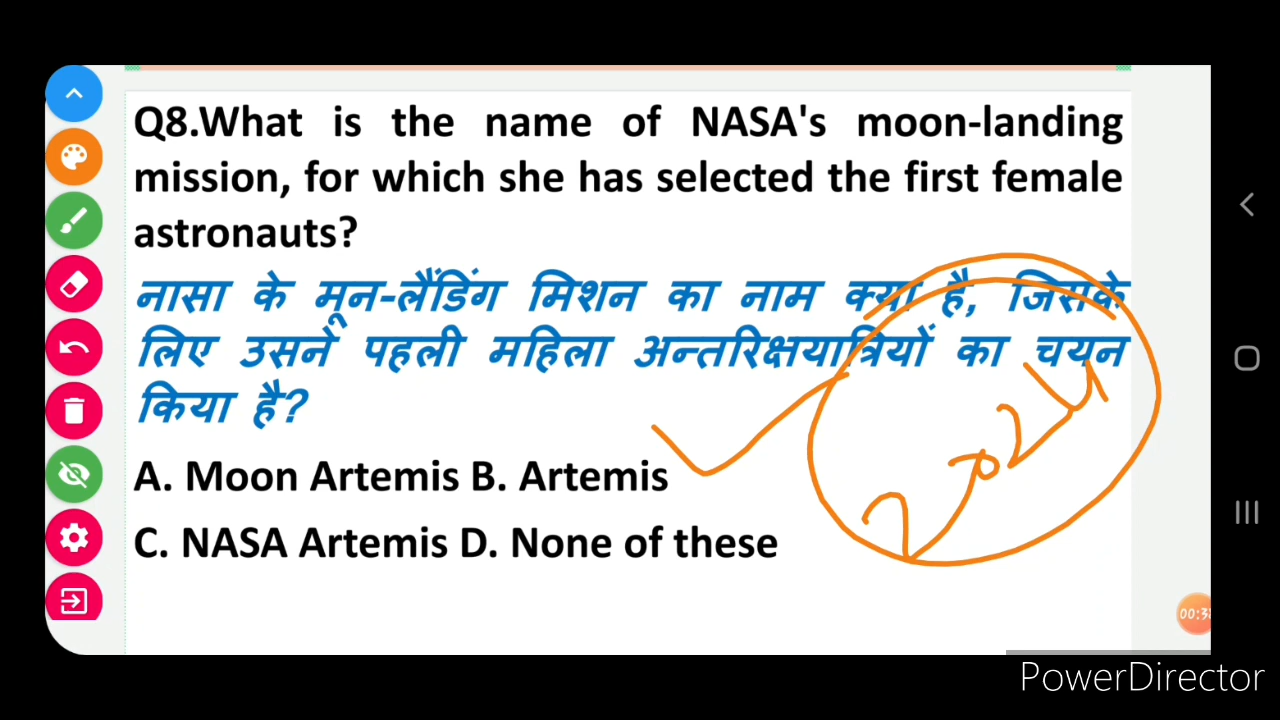 Q8.What is the name of NASA's moon-landing
mission, for which she has selected the first female
astronauts?
नासा के मून-लैंडिंग मिशन का नाम क्या है, जिसके
लिए उसने पहली महिला अन्तरिक्षयात्रियों का चयन
किया है?
2024
A. Moon Artemis B. Artemis
C. NASA Artemis D. None of these
PowerDirector